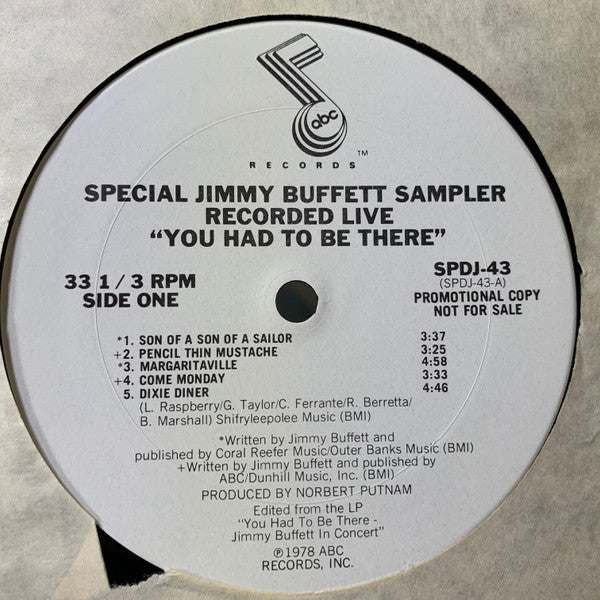 abc
RECORDS ™
SPECIAL JIMMY BUFFETT SAMPLER
RECORDED LIVE
“YOU HAD TO BE THERE”
33 1 / 3 RPM
SIDE ONE
SPDJ-43
(SPDJ-43-A)
PROMOTIONAL COPY
NOT FOR SALE
*1. SON OF A SON OF A SAILOR 3:37
+2. PENCIL THIN MUSTACHE 3:25
*3. MARGARITAVILLE 4:58
+4. COME MONDAY 3:33
5. DIXIE DINER 4:46
(L. Raspberry/G. Taylor/C. Ferrante/R. Berretta/
B. Marshall) Shifryleepolee Music (BMI)
*Written by Jimmy Buffett and
published by Coral Reefer Music/Outer Banks Music (BMI)
+Written by Jimmy Buffett and published by
ABC/Dunhill Music, Inc. (BMI)
PRODUCED BY NORBERT PUTNAM
Edited from the LP
“You Had To Be There -
Jimmy Buffett In Concert”
℗1978 ABC
RECORDS, INC.